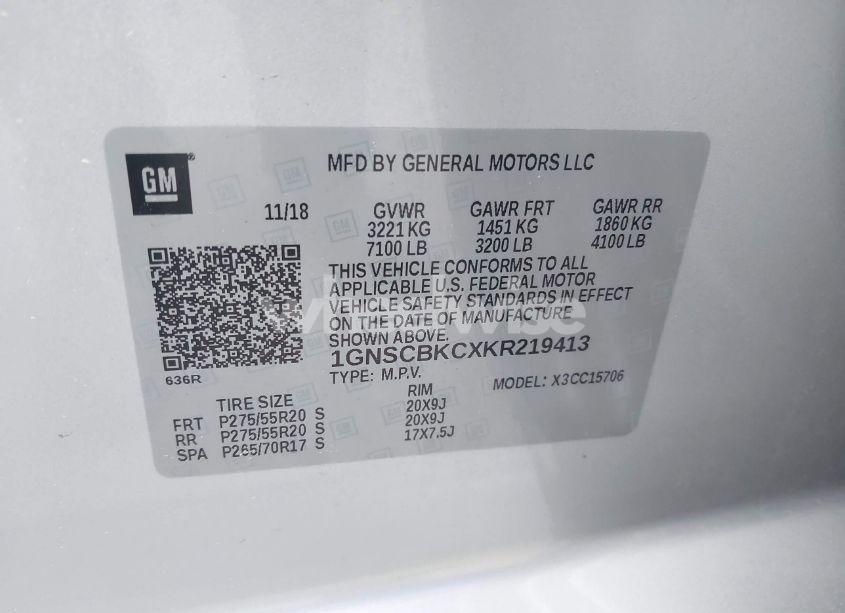 GM
MFD BY GENERAL MOTORS LLC
11/18 GVWR GAWR FRT GAWR RR
3221 KG 1451 KG 1860 KG
7100 LB 3200 LB 4100 LB
THIS VEHICLE CONFORMS TO ALL
APPLICABLE U.S. FEDERAL MOTOR
VEHICLE SAFETY STANDARDS IN EFFECT
ON THE DATE OF MANUFACTURE
SHOWN ABOVE.
1GNSCBKCXKR219413
636R
TYPE: M.P.V. MODEL: X3CC15706
TIRE SIZE RIM
FRT P275/55R20 S 20X9J
RR P275/55R20 S 20X9J
SPA P265/70R17 S 17X7.5J